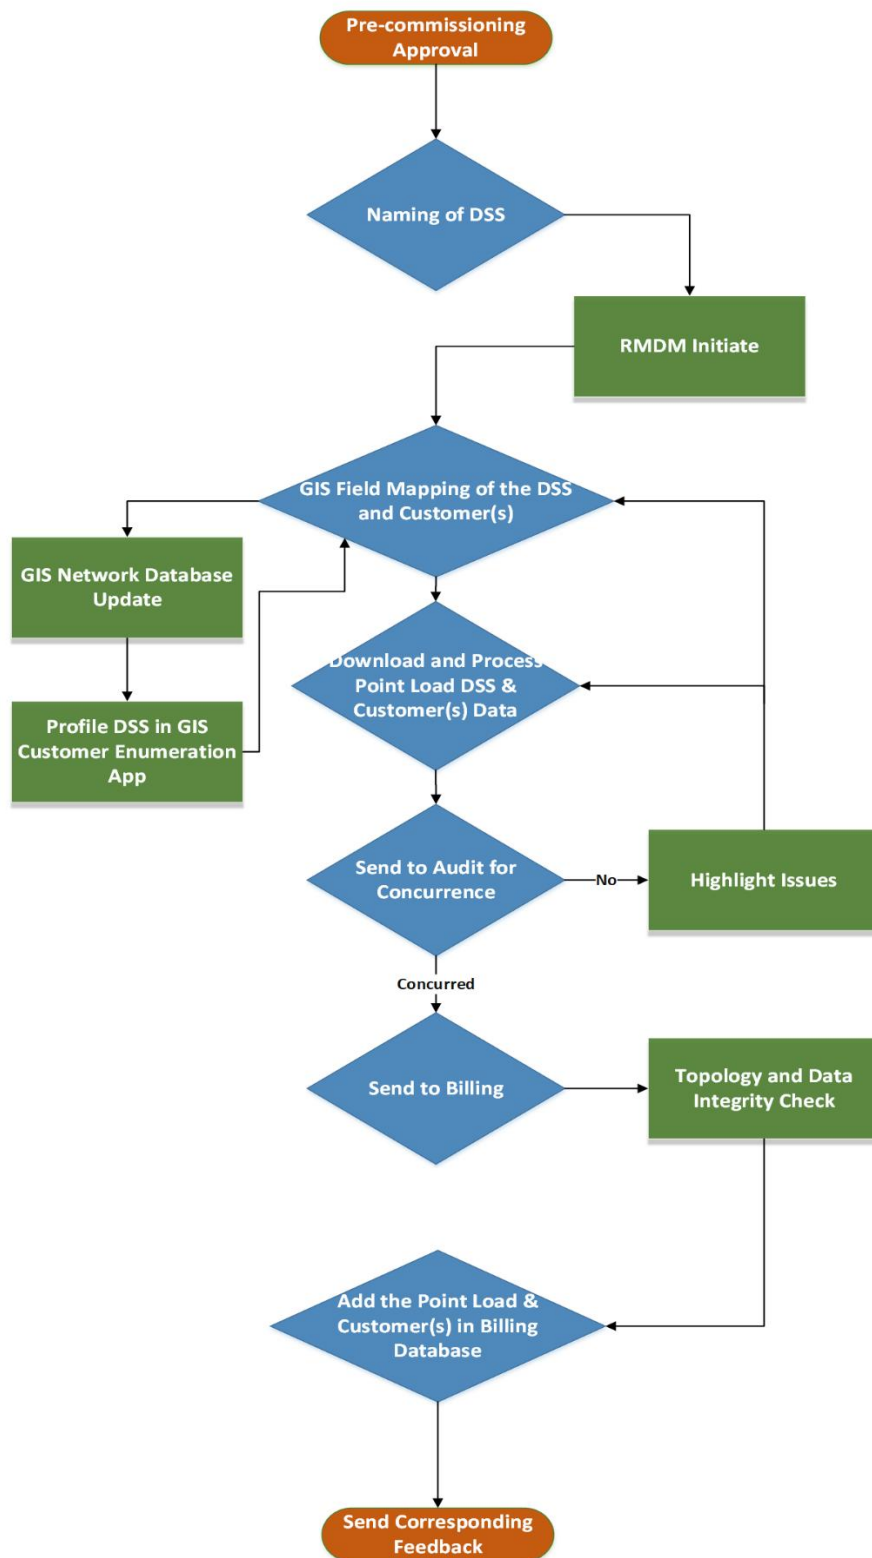 Pre-commissioning
Approval
Naming of DSS
RMDM Initiate
GIS Field Mapping of the DSS
and Customer(s)
GIS Network Database
Update
Download and Process
Point Load DSS &
Customer(s) Data
Profile DSS in GIS
Customer Enumeration
App
Send to Audit for
Concurrence
No
Highlight Issues
Concurred
Send to Billing
Topology and Data
Integrity Check
Add the Point Load &
Customer(s) in Billing
Database
Send Corresponding
Feedback